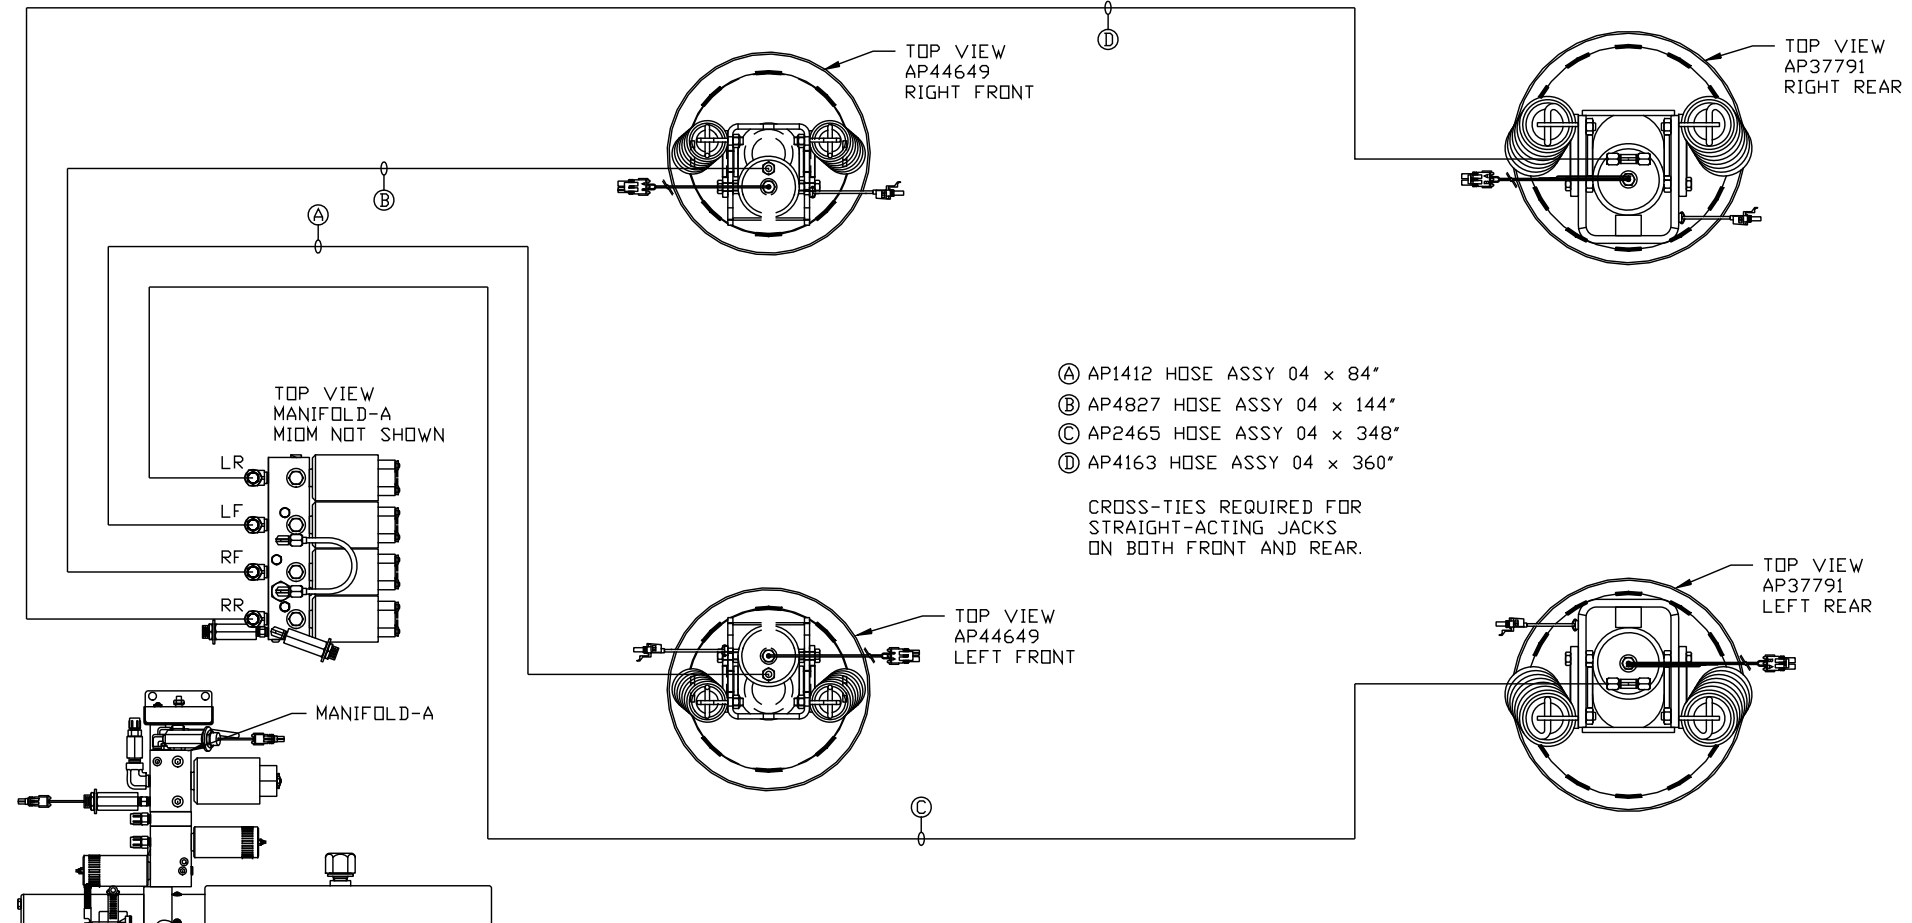 D
TOP VIEW
AP44649
RIGHT FRONT
TOP VIEW
AP37791
RIGHT REAR
B
A
TOP VIEW
MANIFOLD-A
MIOM NOT SHOWN
LR
LF
RF
RR
A AP1412 HOSE ASSY 04 x 84"
B AP4827 HOSE ASSY 04 x 144"
C AP2465 HOSE ASSY 04 x 348"
D AP4163 HOSE ASSY 04 x 360"
CROSS-TIES REQUIRED FOR
STRAIGHT-ACTING JACKS
ON BOTH FRONT AND REAR.
TOP VIEW
AP44649
LEFT FRONT
TOP VIEW
AP37791
LEFT REAR
MANIFOLD-A
C